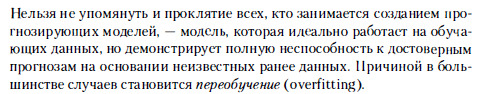 Нельзя не упомянуть и проклятие всех, кто занимается созданием про-
гнозирующих моделей, — модель, которая идеально работает на обуча-
ющих данных, но демонстрирует полную неспособность к достоверным
прогнозам на основании неизвестных ранее данных. Причиной в боль-
шинстве случаев становится переобучение (overfitting).